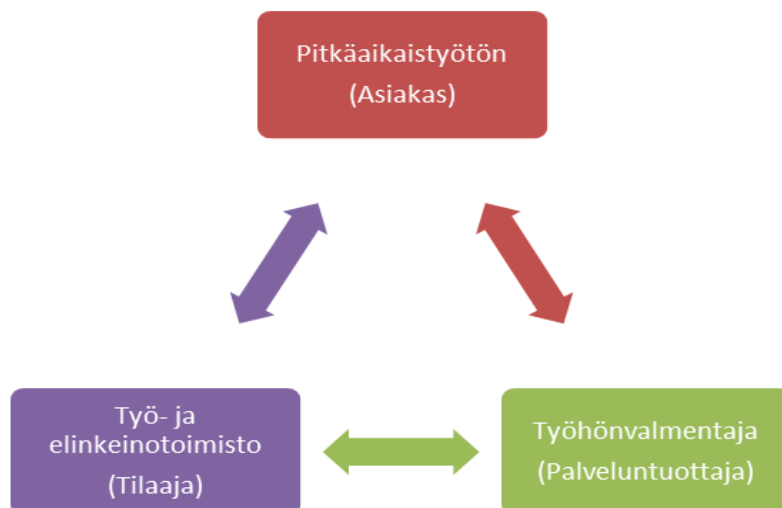 Pitkäaikaistyötön
(Asiakas)
Työ- ja
elinkeinotoimisto
(Tilaaja)
Työhönvalmentaja
(Palveluntuottaja)